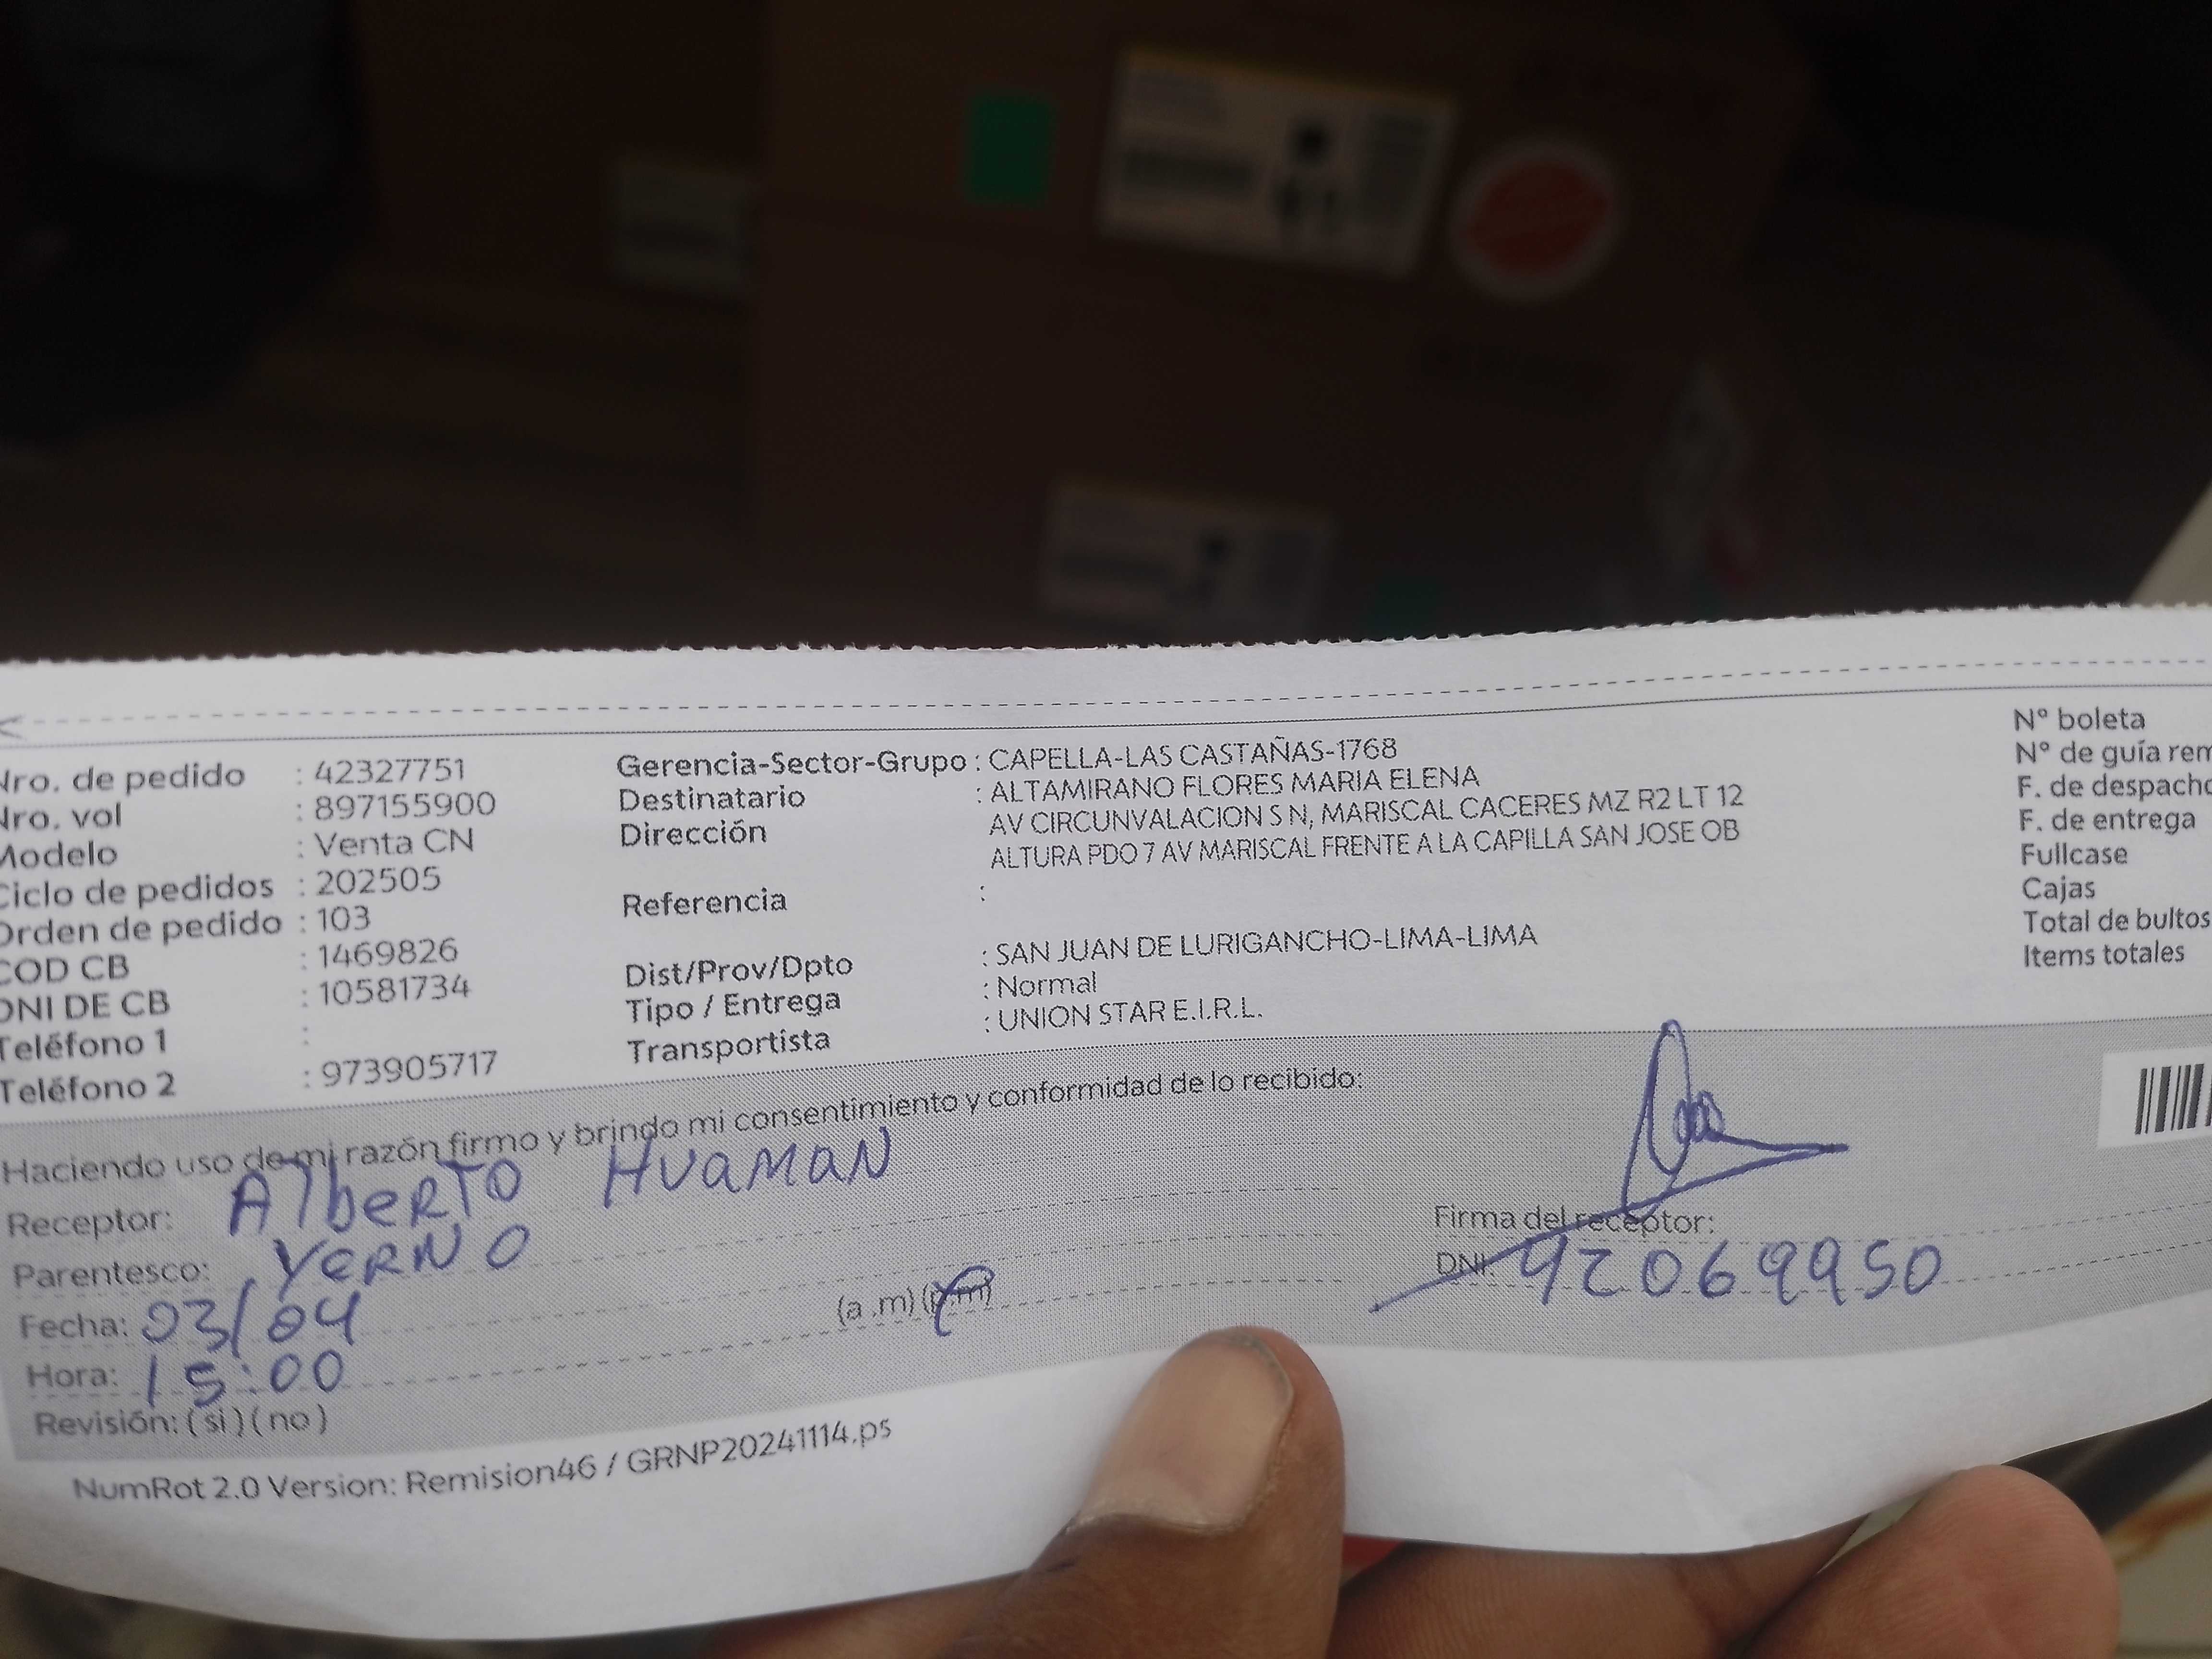 Nro. de pedido : 42327751
Nro. vol : 897155900
Modelo : Venta CN
Ciclo de pedidos : 202505
Orden de pedido : 103
COD CB : 1469826
DNI DE CB : 10581734
Teléfono 1 :
Teléfono 2 : 973905717
Gerencia-Sector-Grupo : CAPELLA-LAS CASTAÑAS-1768
Destinatario : ALTAMIRANO FLORES MARIA ELENA
Dirección AV CIRCUNVALACION S N, MARISCAL CACERES MZ R2 LT 12
ALTURA PDO 7 AV MARISCAL FRENTE A LA CAPILLA SAN JOSE OB
Referencia :
Dist/Prov/Dpto : SAN JUAN DE LURIGANCHO-LIMA-LIMA
Tipo / Entrega : Normal
Transportista : UNION STAR E.I.R.L.
N° boleta
N° de guía rem
F. de despacho
F. de entrega
Fullcase
Cajas
Total de bultos
Items totales
Haciendo uso de mi razón firmo y brindo mi consentimiento y conformidad de lo recibido:
Receptor: AlbeRTO HUAMAN
Parentesco: YeRNO
Fecha: 03/04
Hora: 15:00 (a .m) (p.m)
Revisión: ( si ) ( no )
Firma del receptor:
DNI: 42069950
NumRot 2.0 Version: Remision46 / GRNP20241114.ps